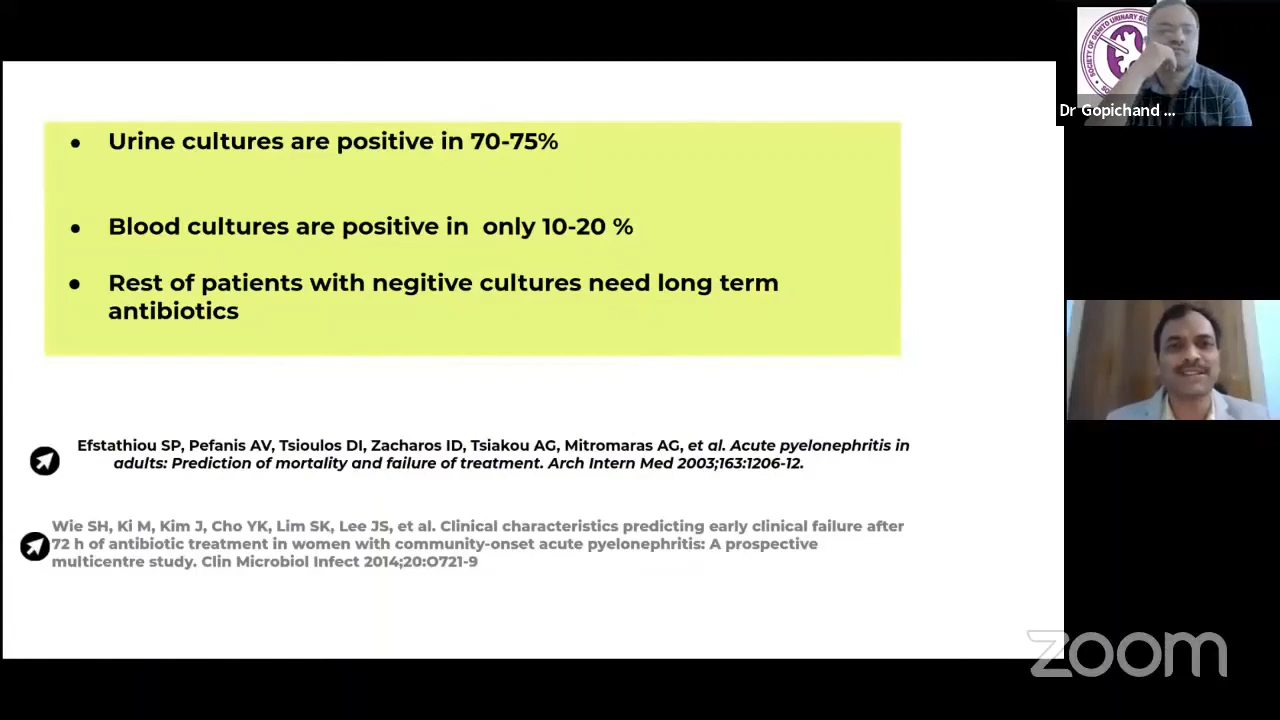 • Urine cultures are positive in 70-75%
• Blood cultures are positive in only 10-20 %
• Rest of patients with negitive cultures need long term
antibiotics
Efstathiou SP, Pefanis AV, Tsioulos DI, Zacharos ID, Tsiakou AG, Mitromaras AG, et al. Acute pyelonephritis in
adults: Prediction of mortality and failure of treatment. Arch Intern Med 2003;163:1206-12.
Wie SH, Ki M, Kim J, Cho YK, Lim SK, Lee JS, et al. Clinical characteristics predicting early clinical failure after
72 h of antibiotic treatment in women with community-onset acute pyelonephritis: A prospective
multicentre study. Clin Microbiol Infect 2014;20:O721-9
SOCIETY OF GENITO URINARY
Dr Gopichand ...
zoom